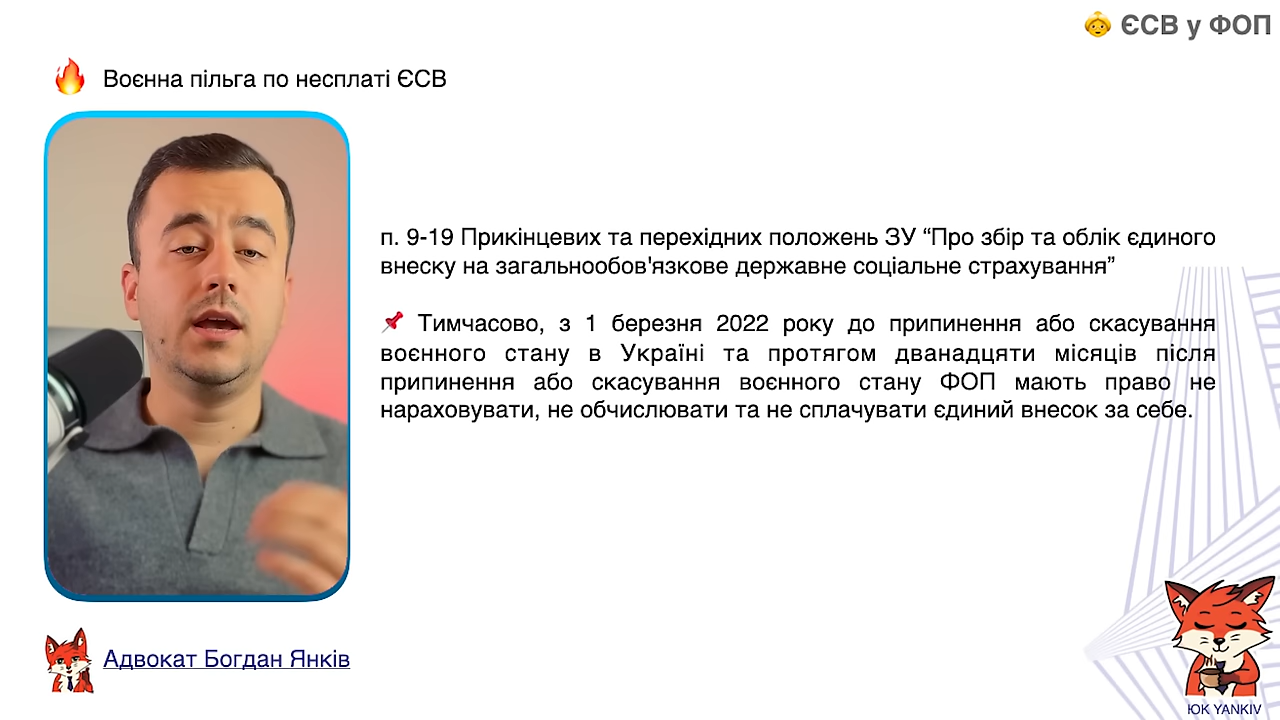 ЄСВ у ФОП
Воєнна пільга по несплаті ЄСВ
п. 9-19 Прикінцевих та перехідних положень ЗУ “Про збір та облік єдиного
внеску на загальнообов'язкове державне соціальне страхування”
Тимчасово, з 1 березня 2022 року до припинення або скасування
воєнного стану в Україні та протягом дванадцяти місяців після
припинення або скасування воєнного стану ФОП мають право не
нараховувати, не обчислювати та не сплачувати єдиний внесок за себе.
Адвокат Богдан Янків
ЮК YANKIV